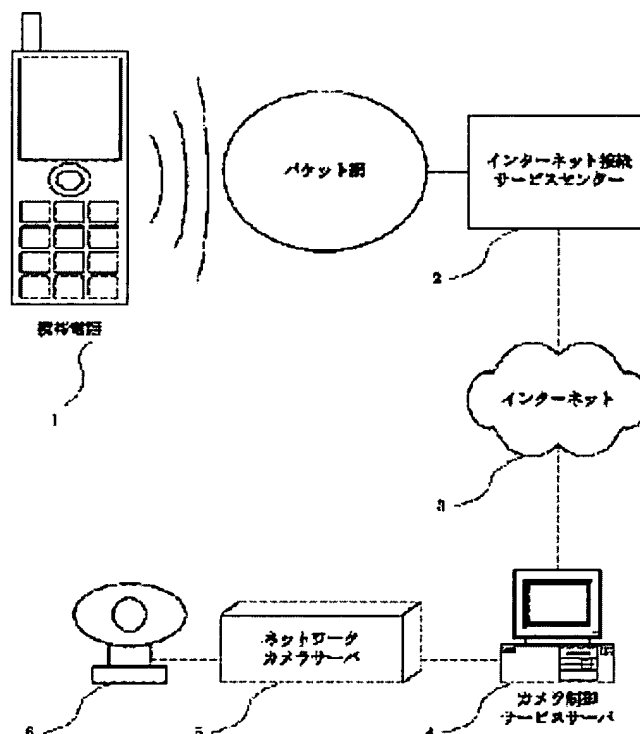 パケット網
インターネット接続
サービスセンター
2
携帯電話
1
インターネット
3
ネットワーク
カメラサーバ
カメラ制御
サービスサーバ
6
5
4